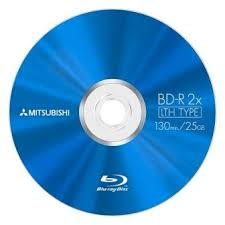 MITSUBISHI
BD-R 2x
LTH TYPE
130min./25GB
Blu-ray Disc